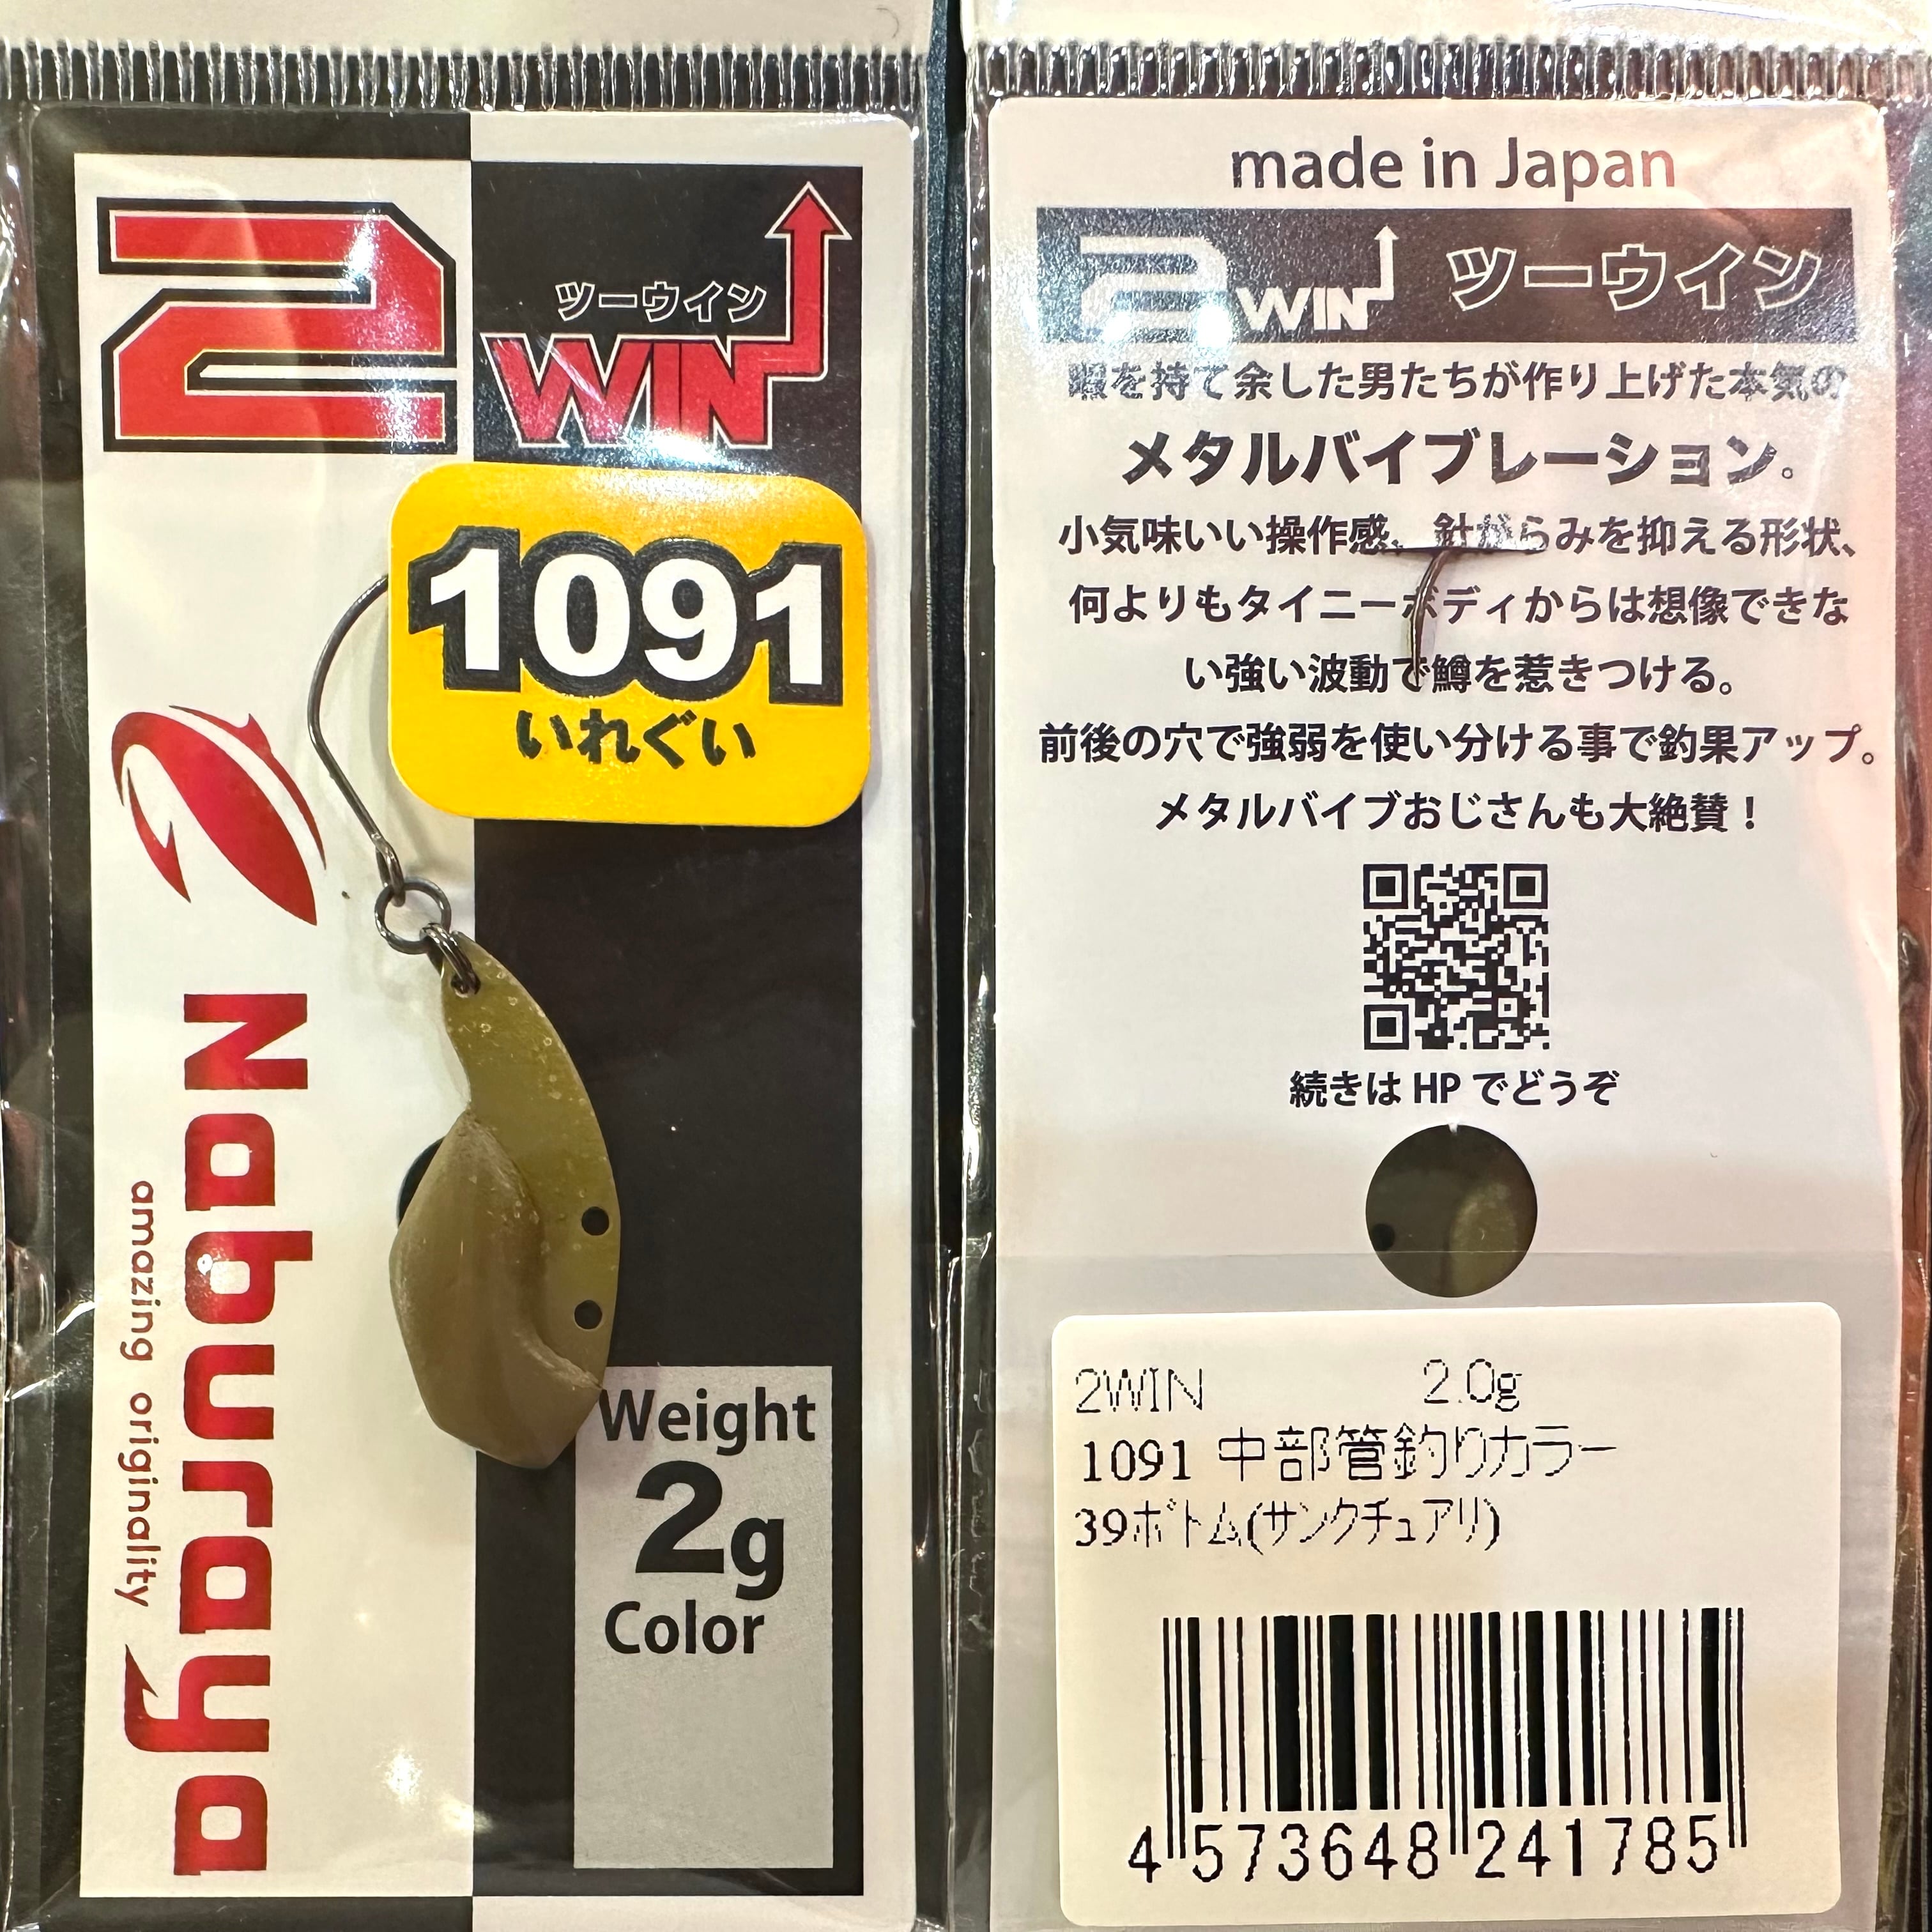 2
ツーウイン
WIN
1091
いれぐい
Naburaya
amazing originality
Weight
2g
Color
made in Japan
2WIN ツーウイン
暇を持て余した男たちが作り上げた本気の
メタルバイブレーション。
小気味いい操作感、針がらみを抑える形状、
何よりもタイニーボディからは想像できな
い強い波動で鱒を惹きつける。
前後の穴で強弱を使い分ける事で釣果アップ。
メタルバイブおじさんも大絶賛！
続きは HP でどうぞ
2WIN 2.0g
1091 中部管釣りカラー
39ボトム(サンクチュアリ)
4 573648 241785